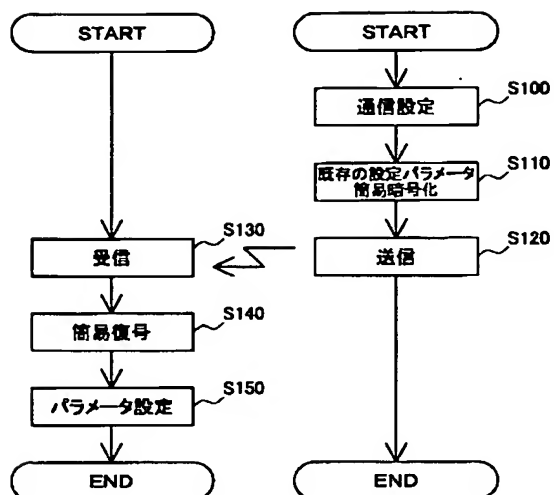 START
START
S100
通信設定
S110
既存の設定パラメータ
簡易暗号化
S130
受信
S120
送信
S140
簡易復号
S150
パラメータ設定
END
END